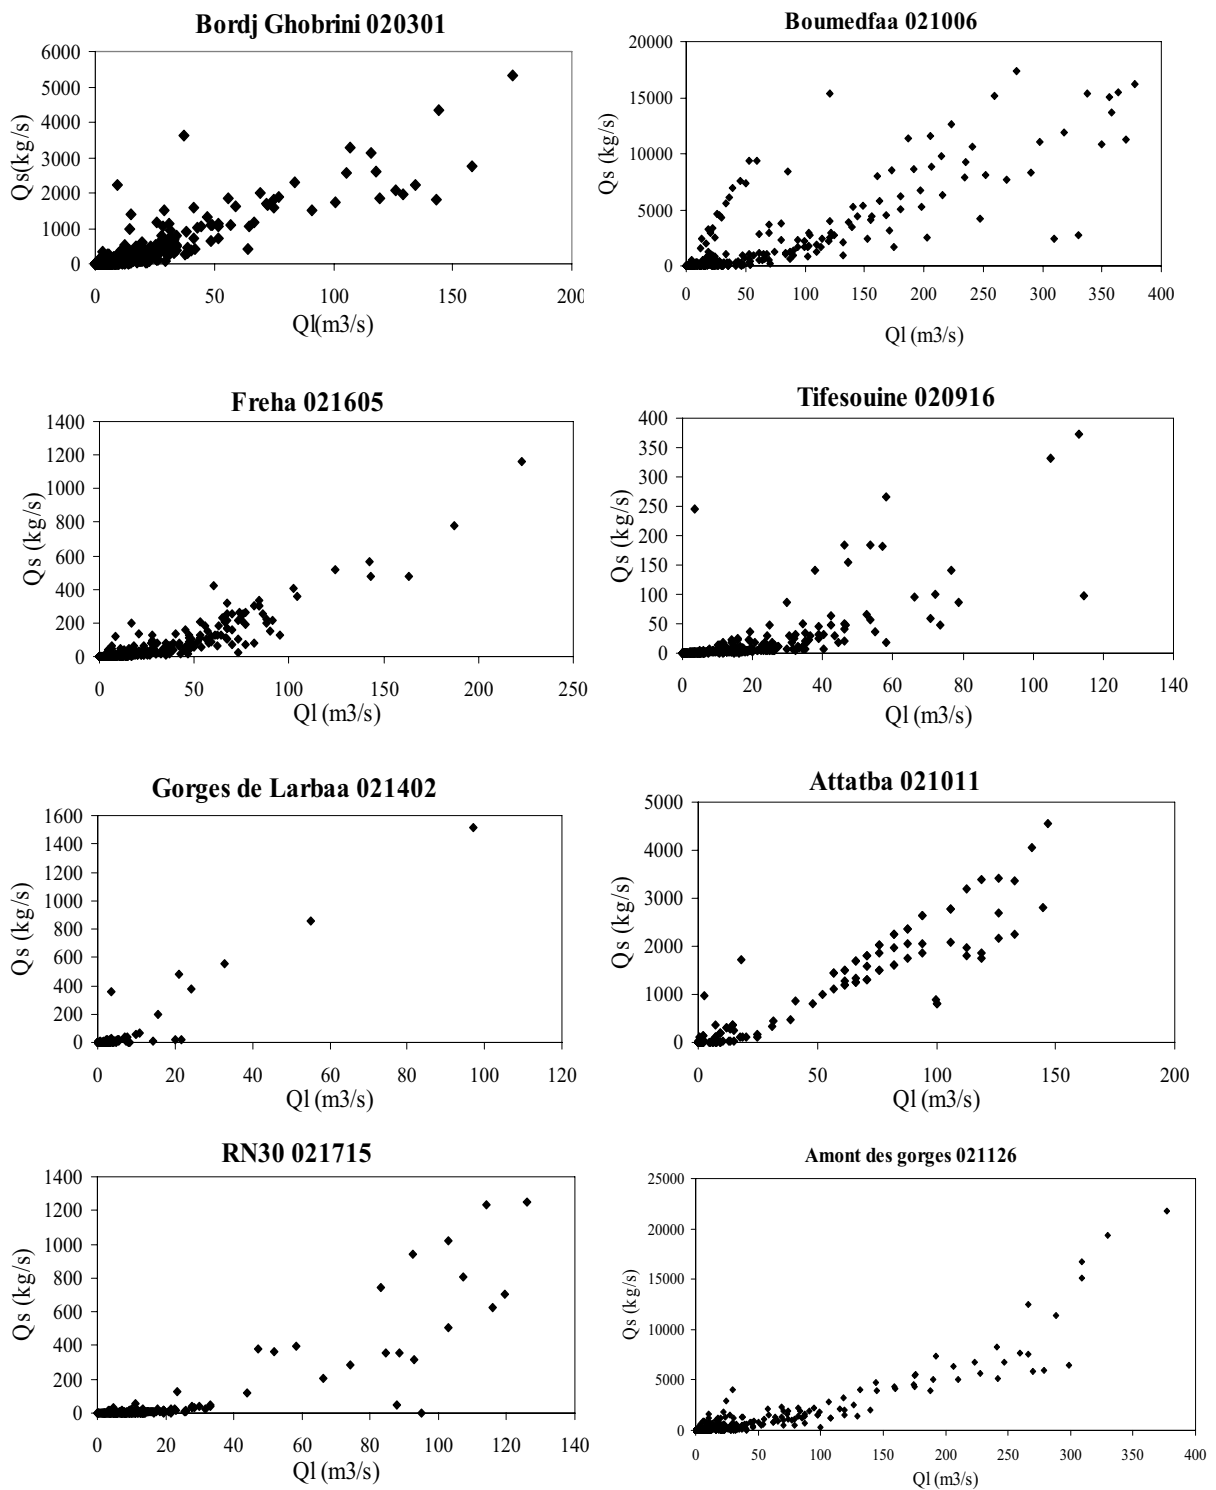 Bordj Ghobrini 020301
Qs(kg/s)
6000
5000
4000
3000
2000
1000
0
0 50 100 150 200
Ql(m3/s)
Boumedfaa 021006
Qs (kg/s)
20000
15000
10000
5000
0
0 50 100 150 200 250 300 350 400
Ql (m3/s)
Freha 021605
Qs (kg/s)
1400
1200
1000
800
600
400
200
0
0 50 100 150 200 250
Ql (m3/s)
Tifesouine 020916
Qs (kg/s)
400
350
300
250
200
150
100
50
0
0 20 40 60 80 100 120 140
Ql (m3/s)
Gorges de Larbaa 021402
Qs (kg/s)
1600
1400
1200
1000
800
600
400
200
0
0 20 40 60 80 100 120
Ql (m3/s)
Attatba 021011
Qs (kg/s)
5000
4000
3000
2000
1000
0
0 50 100 150 200
Ql (m3/s)
RN30 021715
Qs (kg/s)
1400
1200
1000
800
600
400
200
0
0 20 40 60 80 100 120 140
Ql (m3/s)
Amont des gorges 021126
Qs (kg/s)
25000
20000
15000
10000
5000
0
0 50 100 150 200 250 300 350 400
Ql (m3/s)